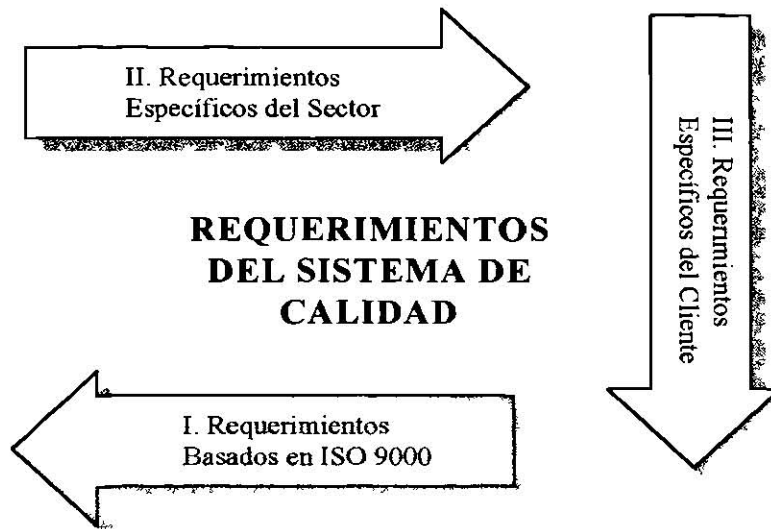 II. Requerimientos
Específicos del Sector
III. Requerimientos
Específicos del Cliente
REQUERIMIENTOS
DEL SISTEMA DE
CALIDAD
I. Requerimientos
Basados en ISO 9000